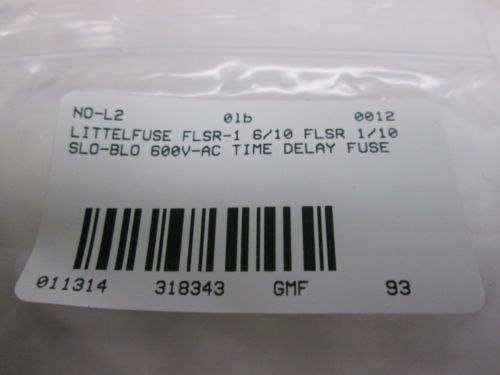 NO-L2 01b 0012
LITTELFUSE FLSR-1 6/10 FLSR 1/10
SLO-BLO 600V-AC TIME DELAY FUSE
011314 318343 GMF 93